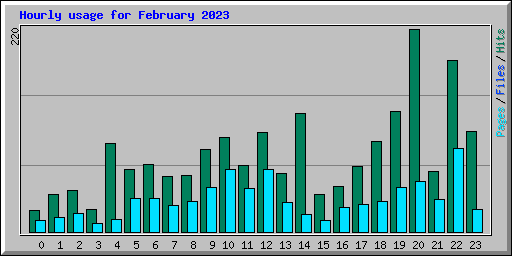 Hourly usage for February 2023
220
Pages/Files/Hits
0 1 2 3 4 5 6 7 8 9 10 11 12 13 14 15 16 17 18 19 20 21 22 23